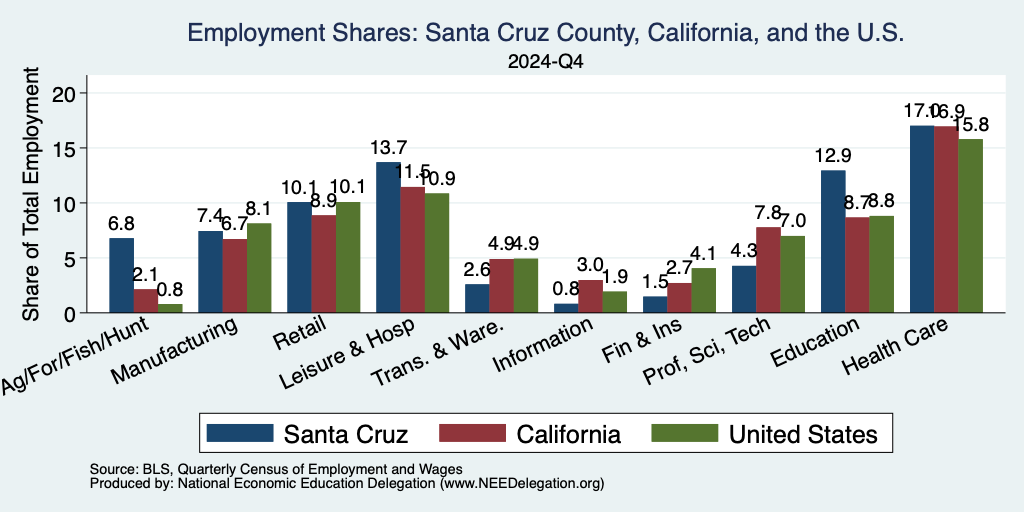 Employment Shares: Santa Cruz County, California, and the U.S.
2024-Q4
Share of Total Employment
20
15
10
5
0
6.8 2.1 0.8
7.4 6.7 8.1
10.1 8.9 10.1
13.7 11.5 10.9
2.6 4.9 4.9
0.8 3.0 1.9
1.5 2.7 4.1
4.3 7.8 7.0
12.9 8.7 8.8
17.0 16.9 15.8
Ag/For/Fish/Hunt
Manufacturing
Retail
Leisure & Hosp
Trans. & Ware.
Information
Fin & Ins
Prof, Sci, Tech
Education
Health Care
Santa Cruz California United States
Source: BLS, Quarterly Census of Employment and Wages
Produced by: National Economic Education Delegation (www.NEEDelegation.org)